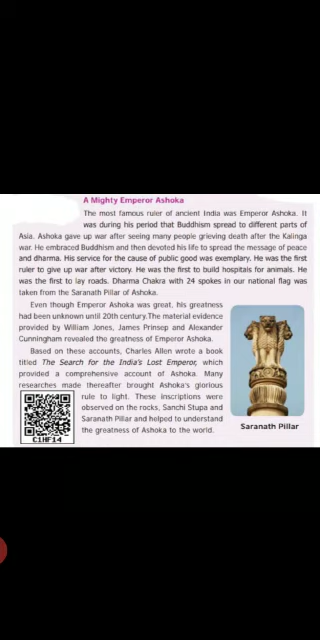 A Mighty Emperor Ashoka
The most famous ruler of ancient India was Emperor Ashoka. It
was during his period that Buddhism spread to different parts of
Asia. Ashoka gave up war after seeing many people grieving death after the Kalinga
war. He embraced Buddhism and then devoted his life to spread the message of peace
and dharma. His service for the cause of public good was exemplary. He was the first
ruler to give up war after victory. He was the first to build hospitals for animals. He
was the first to lay roads. Dharma Chakra with 24 spokes in our national flag was
taken from the Saranath Pillar of Ashoka.
Even though Emperor Ashoka was great, his greatness
had been unknown until 20th century.The material evidence
provided by William Jones, James Prinsep and Alexander
Cunningham revealed the greatness of Emperor Ashoka.
Based on these accounts, Charles Allen wrote a book
titled The Search for the India's Lost Emperor, which
provided a comprehensive account of Ashoka. Many
researches made thereafter brought Ashoka's glorious
rule to light. These inscriptions were
observed on the rocks, Sanchi Stupa and
Saranath Pillar and helped to understand
the greatness of Ashoka to the world.
C1HF14
Saranath Pillar